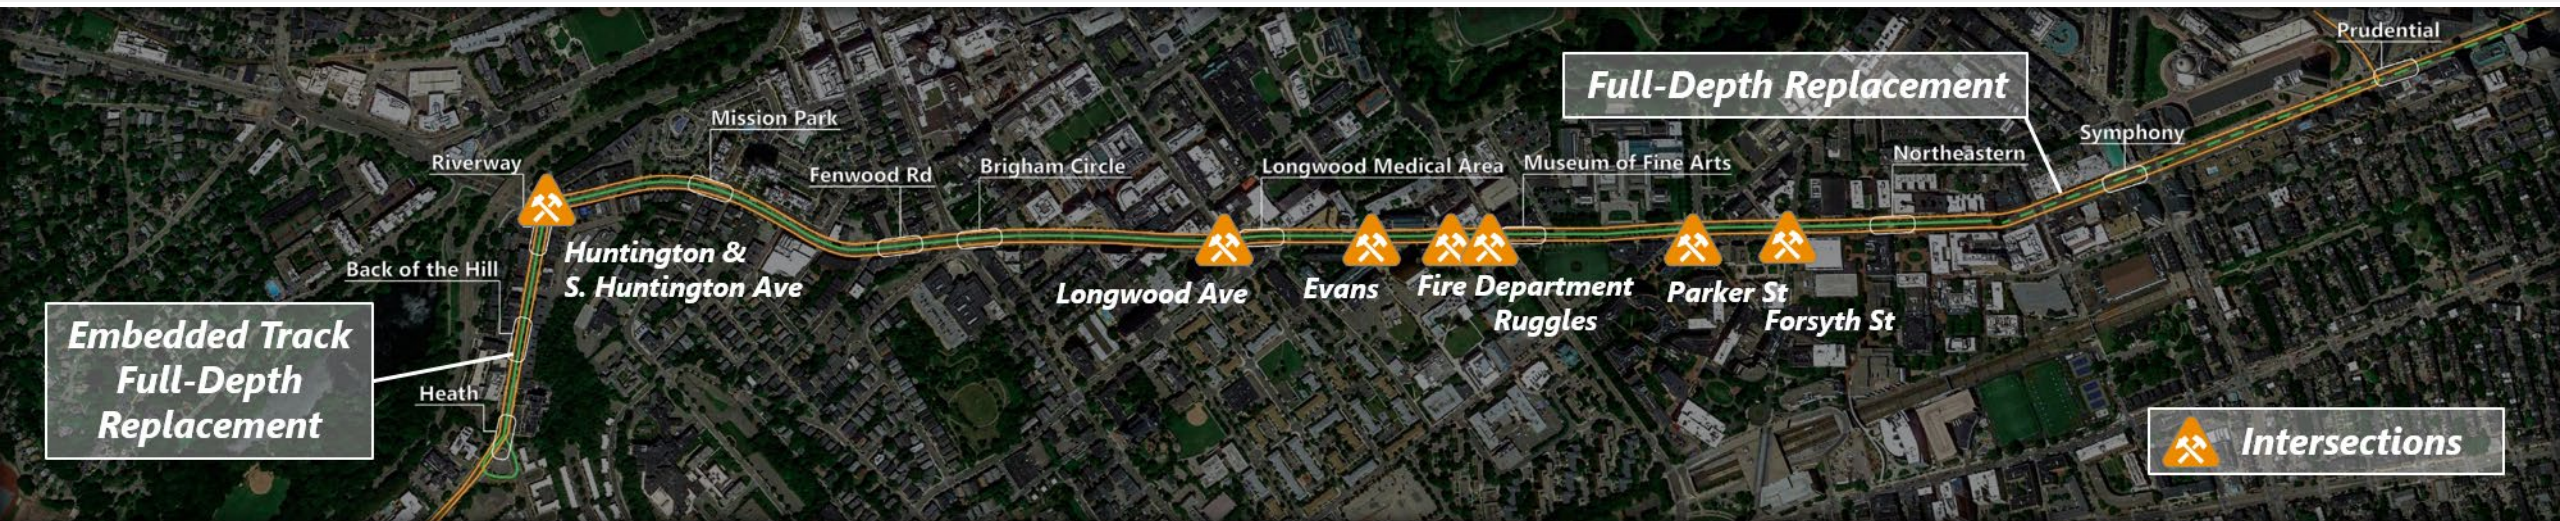 Prudential
Full-Depth Replacement
Mission Park
Symphony
Riverway
Fenwood Rd
Brigham Circle
Longwood Medical Area
Museum of Fine Arts
Northeastern
Huntington &
S. Huntington Ave
Back of the Hill
Longwood Ave
Evans
Fire Department
Ruggles
Parker St
Forsyth St
Embedded Track
Full-Depth
Replacement
Heath
Intersections